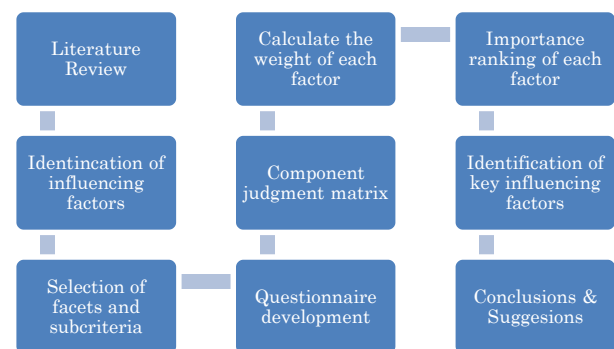 Literature
Review
Identincation of
influencing
factors
Selection of
facets and
subcriteria
Questionnaire
development
Component
judgment matrix
Calculate the
weight of each
factor
Importance
ranking of each
factor
Identification of
key influencing
factors
Conclusions &
Suggesions